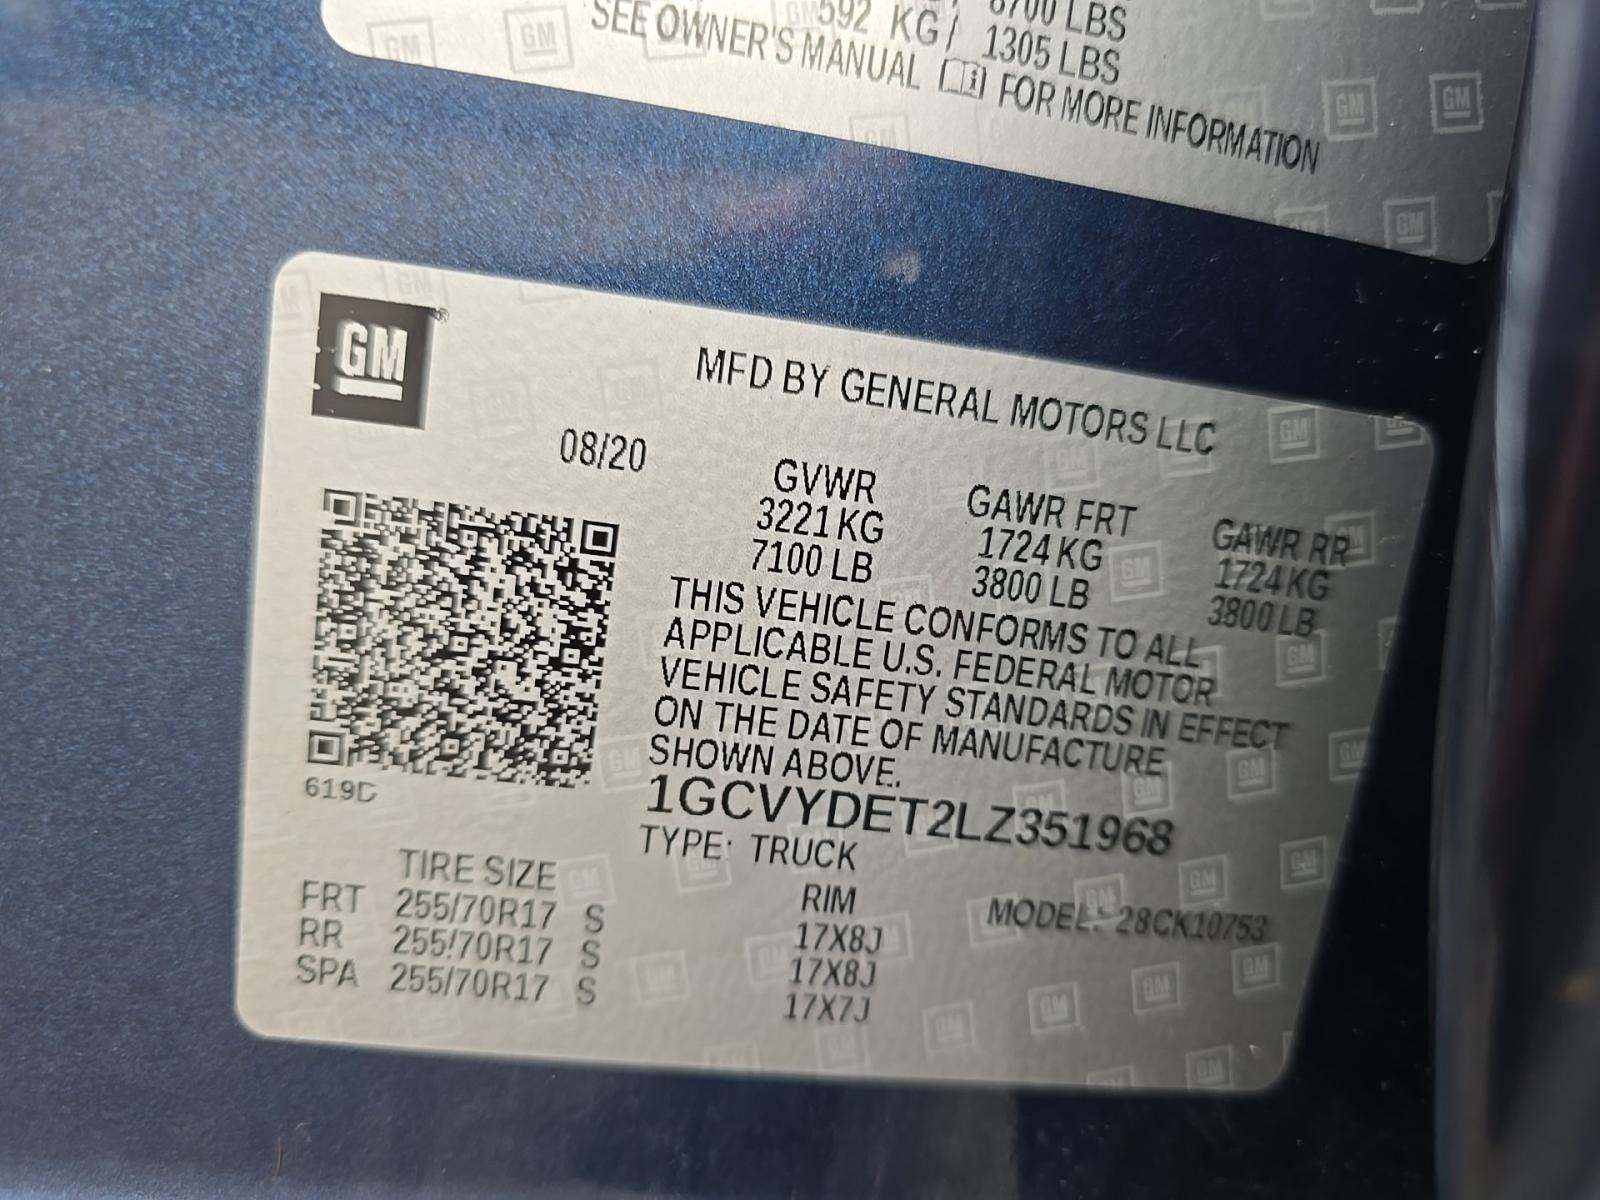 592 KG / 1305 LBS
SEE OWNER'S MANUAL FOR MORE INFORMATION
GM
MFD BY GENERAL MOTORS LLC
08/20
GVWR GAWR FRT GAWR RR
3221 KG 1724 KG 1724 KG
7100 LB 3800 LB 3800 LB
THIS VEHICLE CONFORMS TO ALL
APPLICABLE U.S. FEDERAL MOTOR
VEHICLE SAFETY STANDARDS IN EFFECT
ON THE DATE OF MANUFACTURE
SHOWN ABOVE.
619D
1GCVYDET2LZ351968
TYPE: TRUCK
TIRE SIZE RIM MODEL: 28CK10753
FRT 255/70R17 S 17X8J
RR 255/70R17 S 17X8J
SPA 255/70R17 S 17X7J